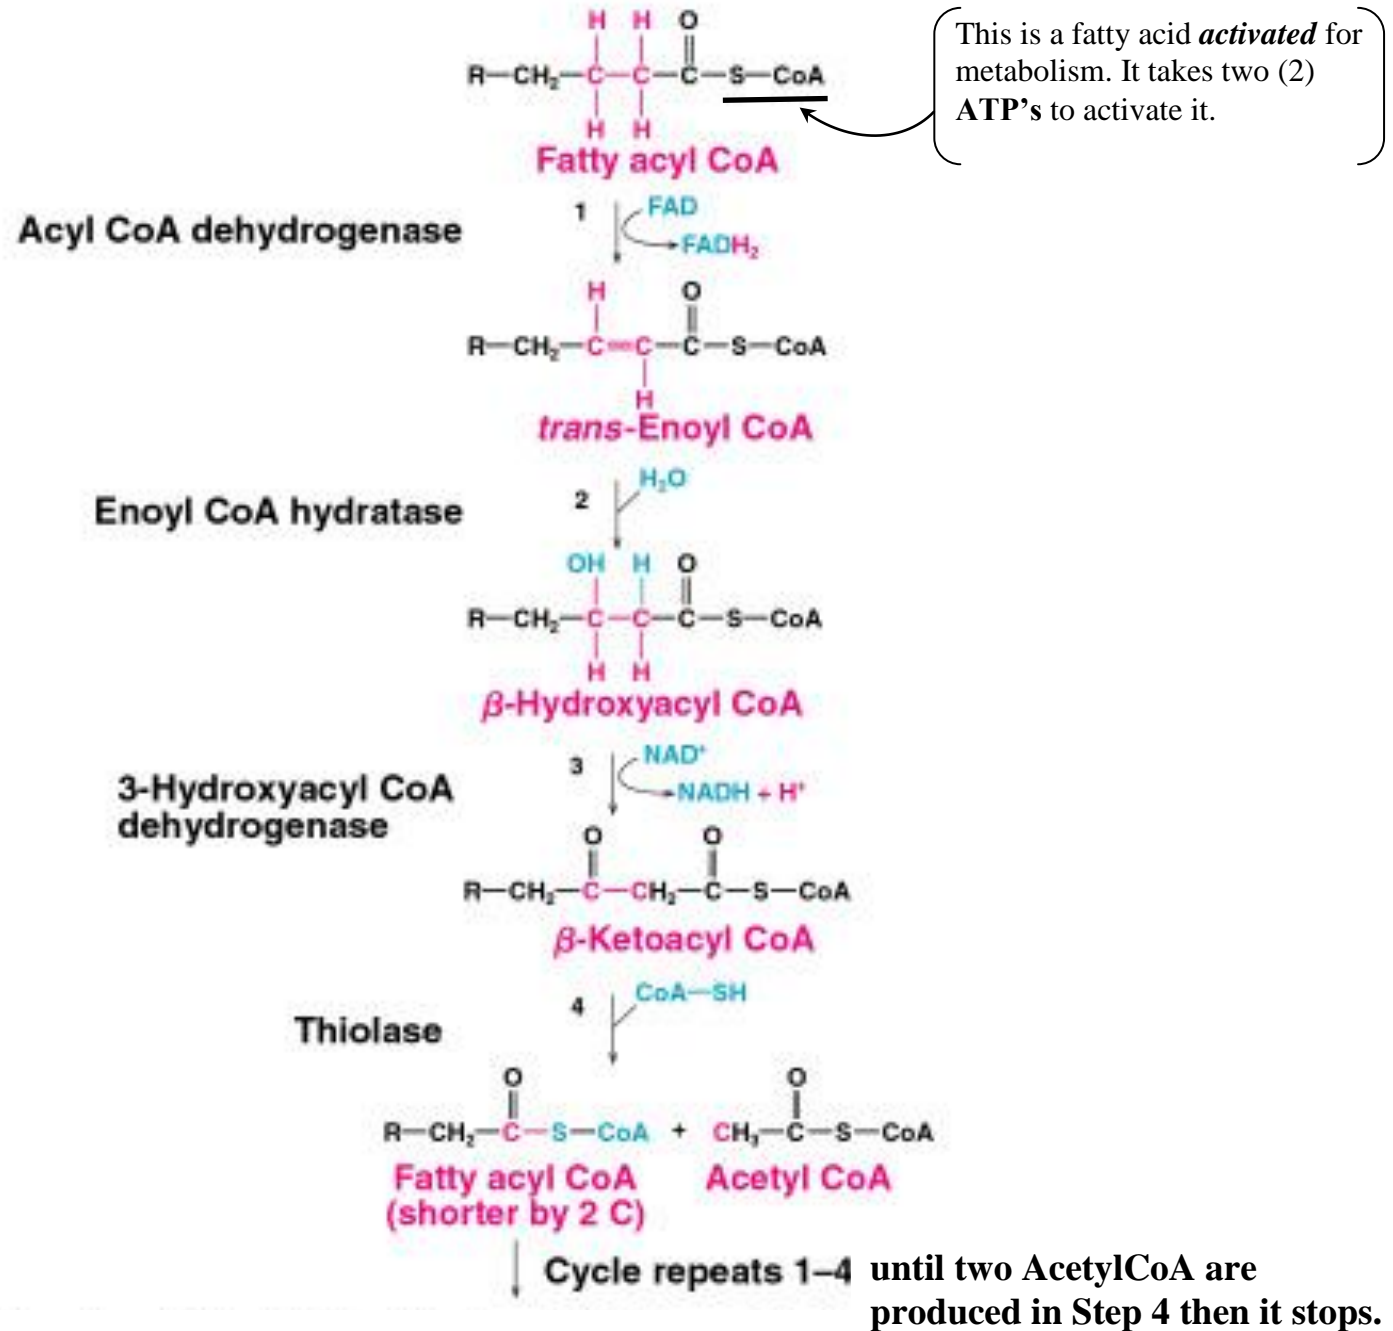 H H O
R—CH₂—C—C—C—S—CoA
H H
Fatty acyl CoA
This is a fatty acid activated for
metabolism. It takes two (2)
ATP's to activate it.
Acyl CoA dehydrogenase
1
FAD
FADH₂
H O
R—CH₂—C=C—C—S—CoA
H
trans-Enoyl CoA
Enoyl CoA hydratase
2
H₂O
OH H O
R—CH₂—C—C—C—S—CoA
H H
β-Hydroxyacyl CoA
3-Hydroxyacyl CoA
dehydrogenase
3
NAD⁺
NADH + H⁺
O O
R—CH₂—C—CH₂—C—S—CoA
β-Ketoacyl CoA
Thiolase
4
CoA—SH
O O
R—CH₂—C—S—CoA + CH₃—C—S—CoA
Fatty acyl CoA
(shorter by 2 C)
Acetyl CoA
Cycle repeats 1–4 until two AcetylCoA are
produced in Step 4 then it stops.